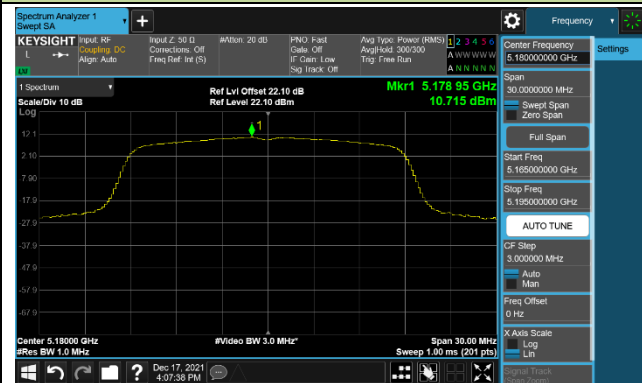 Spectrum Analyzer 1
Swept SA
Frequency
KEYSIGHT
L
Input: RF
Coupling: DC
Align: Auto
Input Z: 50 Ω
Corrections: Off
Freq Ref: Int (S)
#Atten: 20 dB
PNO: Fast
Gate: Off
IF Gain: Low
Sig Track: Off
Avg Type: Power (RMS)
Avg|Hold: 300/300
Trig: Free Run
1 2 3 4 5 6
A WWWWW
A NNNNN
1 Spectrum
Scale/Div 10 dB
Log
Ref Lvl Offset 22.10 dB
Ref Level 22.10 dBm
Mkr1 5.178 95 GHz
10.715 dBm
1
12.1
2.10
-7.90
-17.9
-27.9
-37.9
-47.9
-57.9
-67.9
Center 5.18000 GHz
#Res BW 1.0 MHz
#Video BW 3.0 MHz*
Span 30.00 MHz
Sweep 1.00 ms (201 pts)
Dec 17, 2021
4:07:38 PM
Center Frequency
5.180000000 GHz
Settings
Span
30.0000000 MHz
Swept Span
Zero Span
Full Span
Start Freq
5.165000000 GHz
Stop Freq
5.195000000 GHz
AUTO TUNE
CF Step
3.000000 MHz
Auto
Man
Freq Offset
0 Hz
X Axis Scale
Log
Lin
Signal Track
(Span Zoom)